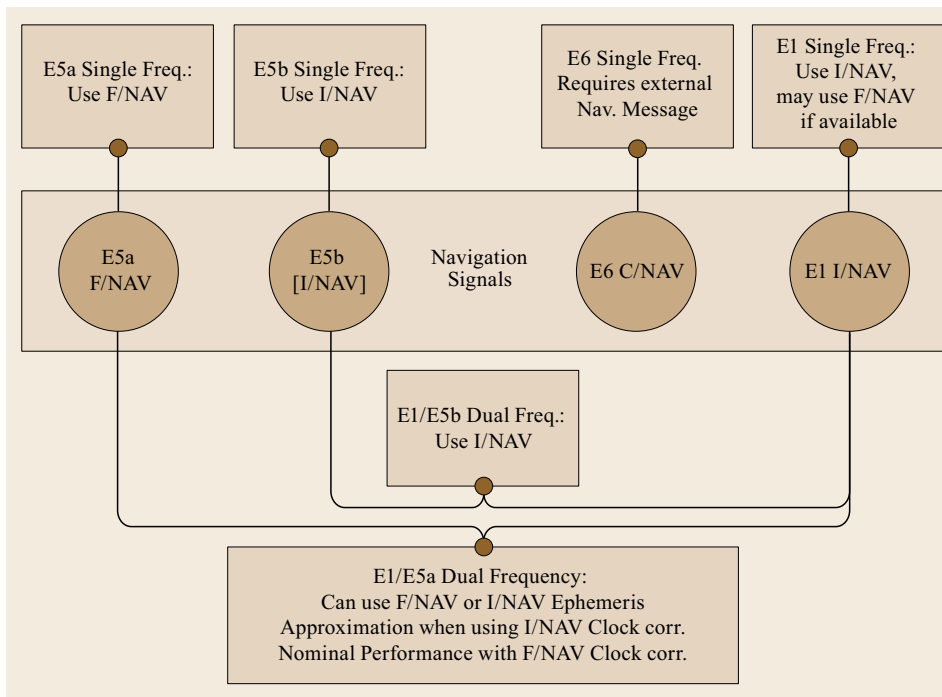 E5a Single Freq.:
Use F/NAV
E5b Single Freq.:
Use I/NAV
E6 Single Freq.
Requires external
Nav. Message
E1 Single Freq.:
Use I/NAV,
may use F/NAV
if available
E5a
F/NAV
E5b
[I/NAV]
Navigation
Signals
E6 C/NAV
E1 I/NAV
E1/E5b Dual Freq.:
Use I/NAV
E1/E5a Dual Frequency:
Can use F/NAV or I/NAV Ephemeris
Approximation when using I/NAV Clock corr.
Nominal Performance with F/NAV Clock corr.